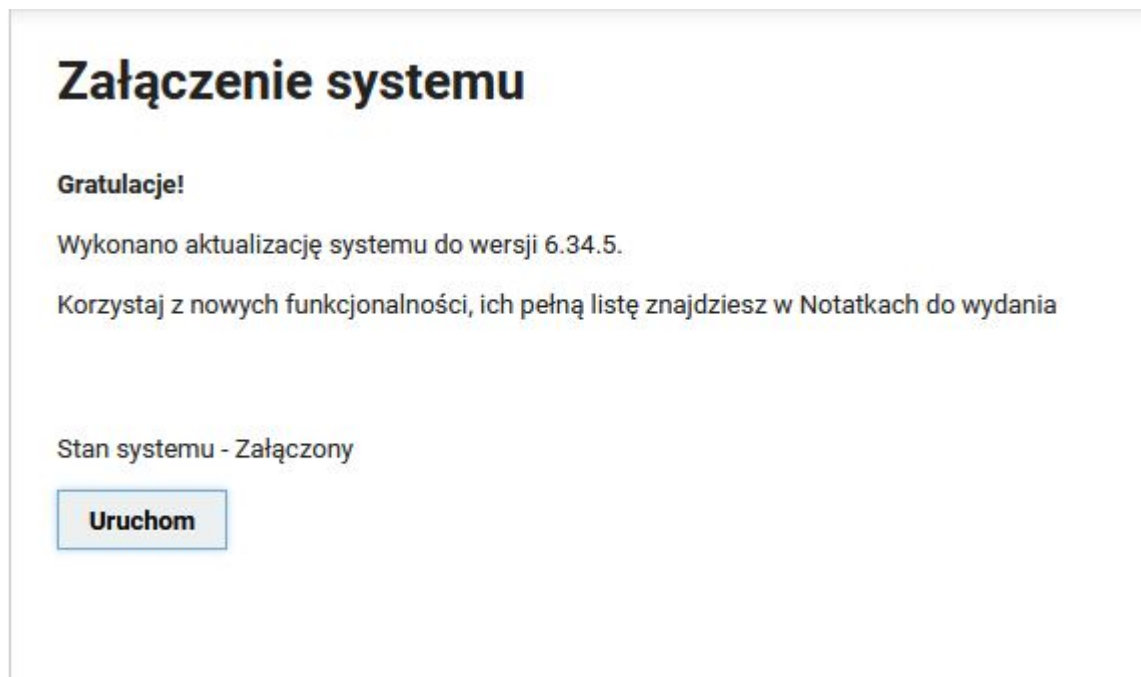 Załączenie systemu
Gratulacje!
Wykonano aktualizację systemu do wersji 6.34.5.
Korzystaj z nowych funkcjonalności, ich pełną listę znajdziesz w Notatkach do wydania
Stan systemu - Załączony
Uruchom